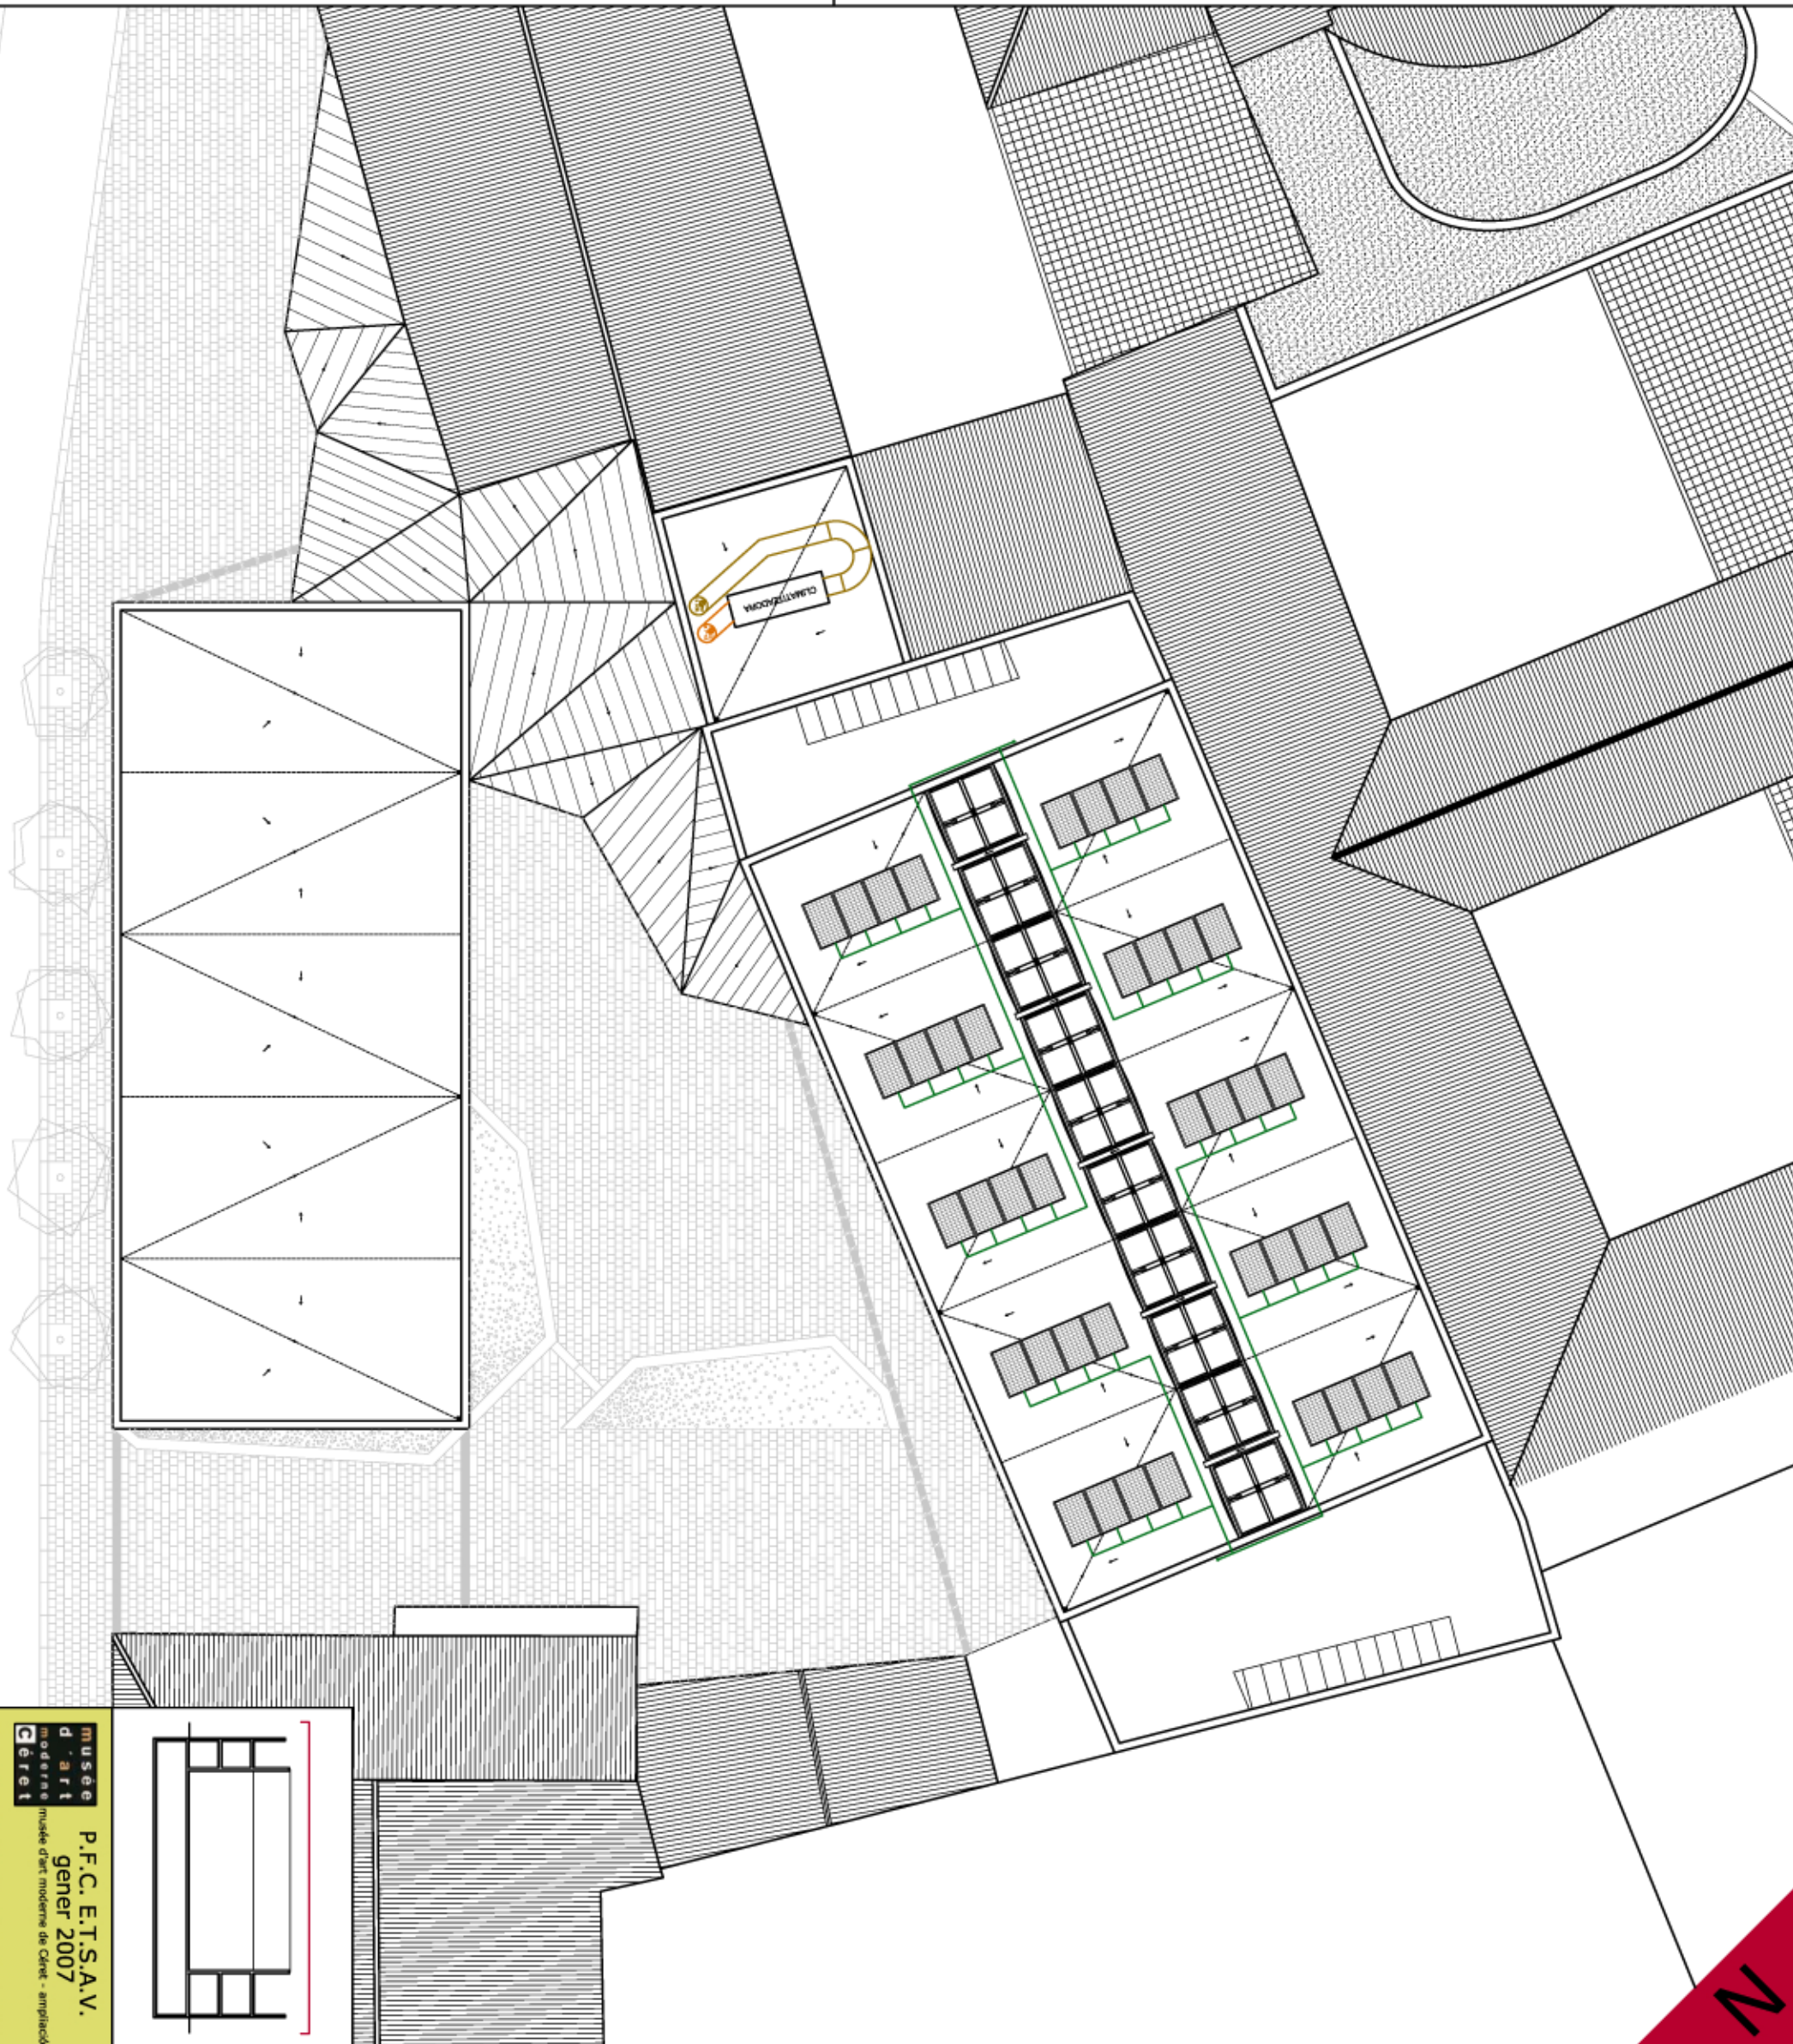 CLIMATIZADORA
musée
d'art
moderne
Céret
P.F.C. E.T.S.A.V.
gener 2007
musée d'art moderne de Céret - ampliació
N